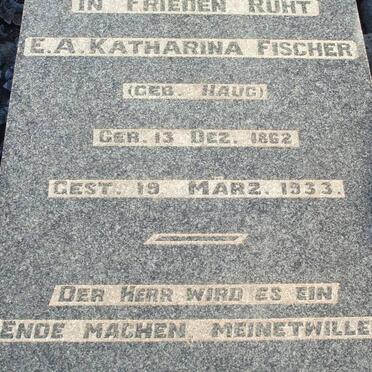 IN FRIEDEN RUHT
E.A. KATHARINA FISCHER
(GEB. HAUG)
GEB. 13 DEZ. 1862
GEST. 19 MÄRZ. 1933.
DER HERR WIRD ES EIN
ENDE MACHEN MEINETWILLE